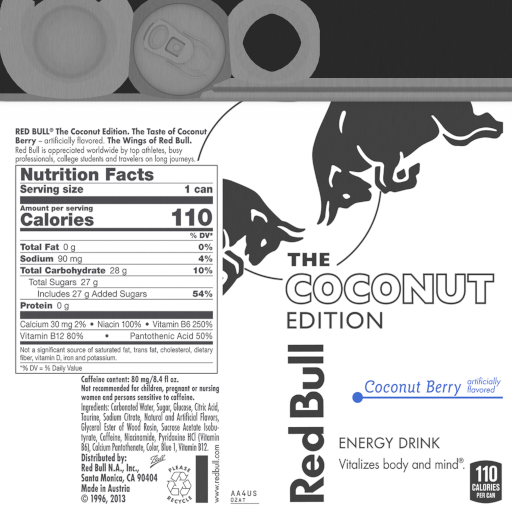 RED BULL® The Coconut Edition. The Taste of Coconut
Berry – artificially flavored. The Wings of Red Bull.
Red Bull is appreciated worldwide by top athletes, busy
professionals, college students and travelers on long journeys.
Nutrition Facts
Serving size 1 can
Amount per serving
Calories 110
% DV*
Total Fat 0 g 0%
Sodium 90 mg 4%
Total Carbohydrate 28 g 10%
Total Sugars 27 g
Includes 27 g Added Sugars 54%
Protein 0 g
Calcium 30 mg 2% • Niacin 100% • Vitamin B6 250%
Vitamin B12 80% • Pantothenic Acid 50%
Not a significant source of saturated fat, trans fat, cholesterol, dietary
fiber, vitamin D, iron and potassium.
*% DV = % Daily Value
Caffeine content: 80 mg/8.4 fl oz.
Not recommended for children, pregnant or nursing
women and persons sensitive to caffeine.
Ingredients: Carbonated Water, Sugar, Glucose, Citric Acid,
Taurine, Sodium Citrate, Natural and Artificial Flavors,
Glycerol Ester of Wood Rosin, Sucrose Acetate Isobu-
tyrate, Caffeine, Niacinamide, Pyridoxine HCl (Vitamin
B6), Calcium Pantothenate, Color, Blue 1, Vitamin B12.
Distributed by:
Red Bull N.A., Inc.,
Santa Monica, CA 90404
Made in Austria
© 1996, 2013
PLEASE
RECYCLE
www.redbull.com
AA4US
D2AT
THE
COCONUT
EDITION
Red Bull
Coconut Berry artificially
flavored
ENERGY DRINK
Vitalizes body and mind®.
110
CALORIES
PER CAN